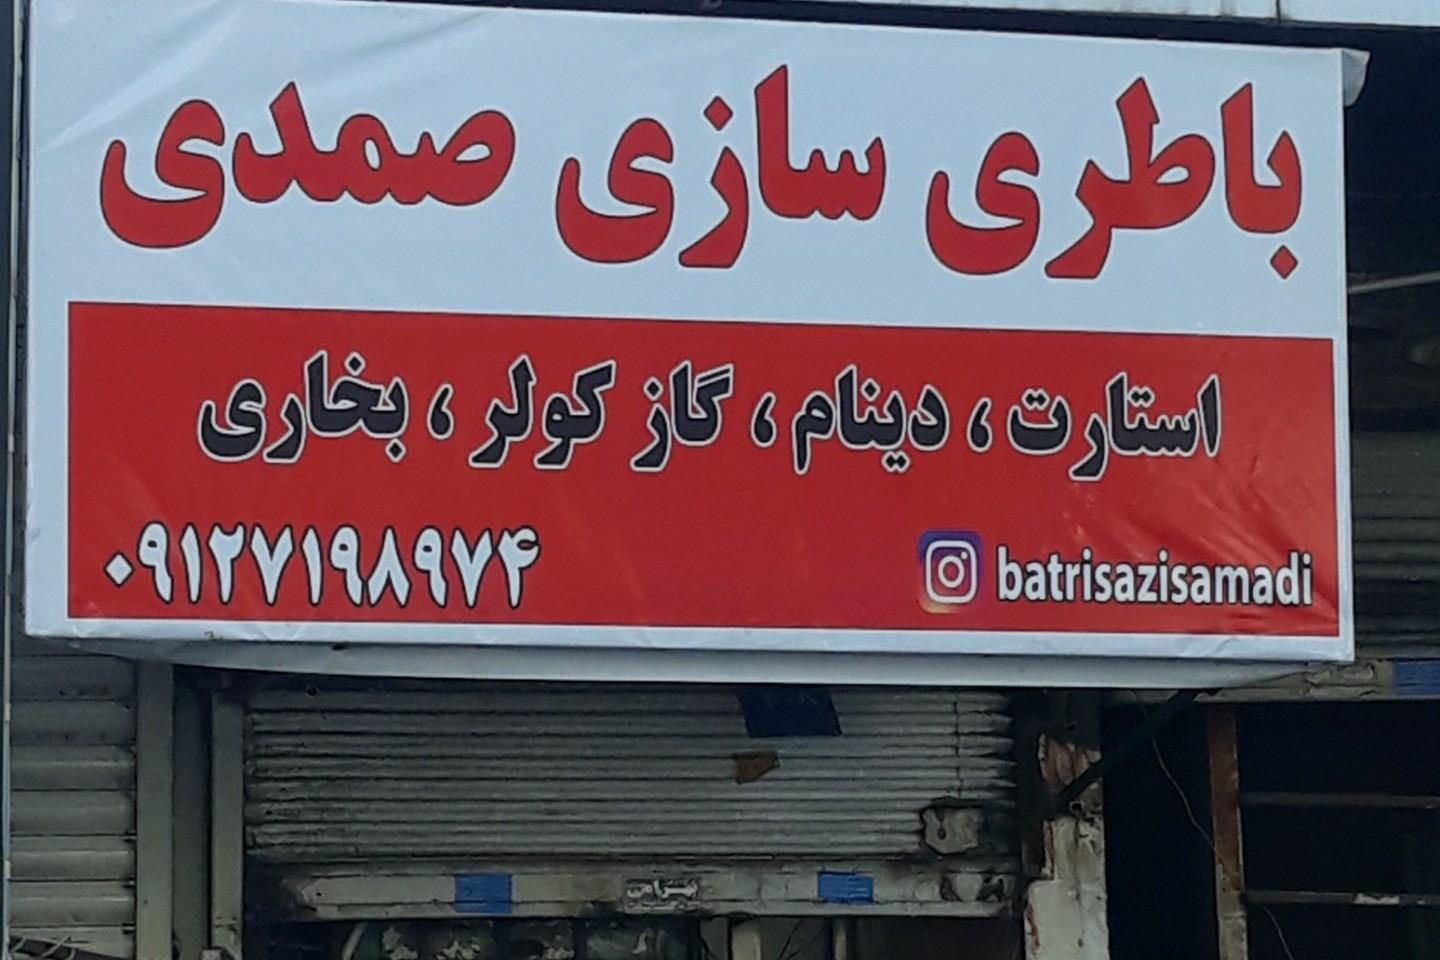 باطری سازی صمدی
استارت ، دینام ، گاز کولر ، بخاری
۰۹۱۲۷۱۹۸۹۷۴
batrisazisamadi